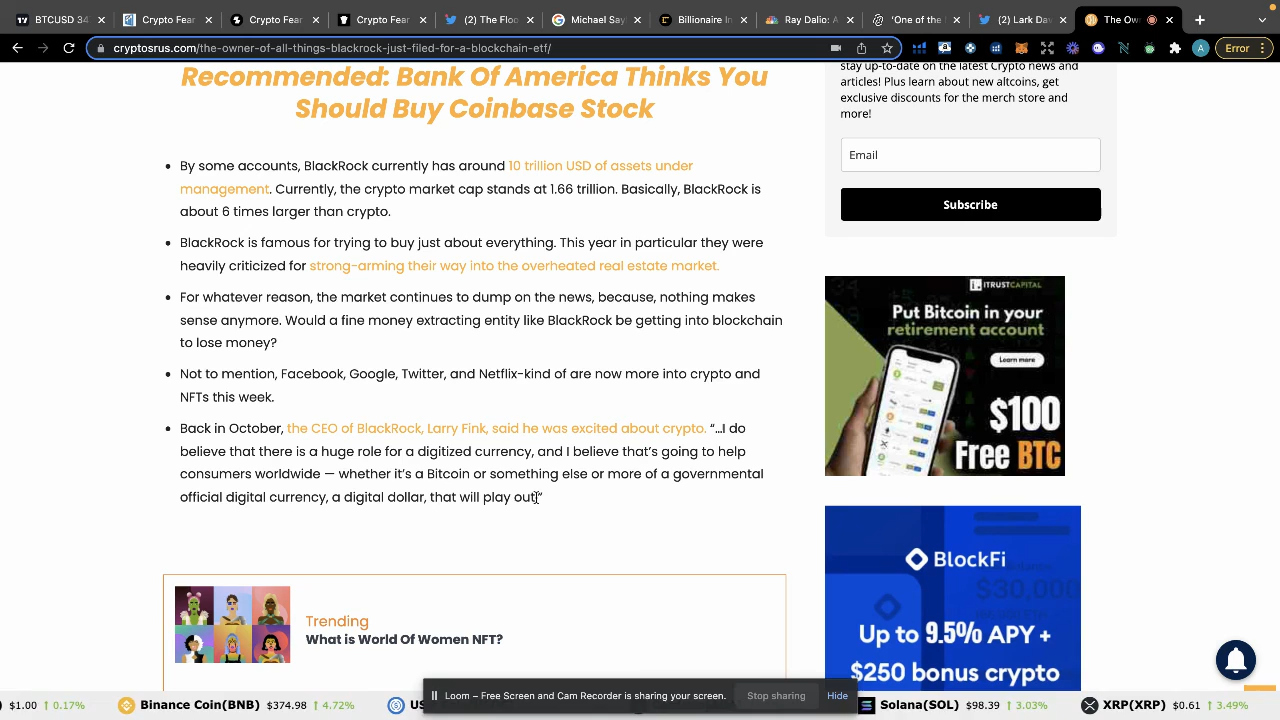 BTCUSD 34
Crypto Fear
Crypto Fear
Crypto Fear
(2) The Floo
Michael Sayl
Billionaire In
Ray Dalio: A
'One of the
(2) Lark Dav
The Ow
cryptosrus.com/the-owner-of-all-things-blackrock-just-filed-for-a-blockchain-etf/
A
Error
Recommended: Bank Of America Thinks You
Should Buy Coinbase Stock
By some accounts, BlackRock currently has around 10 trillion USD of assets under
management. Currently, the crypto market cap stands at 1.66 trillion. Basically, BlackRock is
about 6 times larger than crypto.
BlackRock is famous for trying to buy just about everything. This year in particular they were
heavily criticized for strong-arming their way into the overheated real estate market.
For whatever reason, the market continues to dump on the news, because, nothing makes
sense anymore. Would a fine money extracting entity like BlackRock be getting into blockchain
to lose money?
Not to mention, Facebook, Google, Twitter, and Netflix-kind of are now more into crypto and
NFTs this week.
Back in October, the CEO of BlackRock, Larry Fink, said he was excited about crypto. “…I do
believe that there is a huge role for a digitized currency, and I believe that’s going to help
consumers worldwide — whether it’s a Bitcoin or something else or more of a governmental
official digital currency, a digital dollar, that will play out.“
Trending
What is World Of Women NFT?
stay up-to-date on the latest Crypto news and
articles! Plus learn about new altcoins, get
exclusive discounts for the merch store and
more!
Email
Subscribe
ITRUSTCAPITAL
Put Bitcoin in your
retirement account
Learn more
$100
Free BTC
BlockFi
$30,000
Up to 9.5% APY +
$250 bonus crypto
Loom – Free Screen and Cam Recorder is sharing your screen.
Stop sharing
Hide
$1.00 ↑ 0.17%
Binance Coin(BNB) $374.98 ↑ 4.72%
Solana(SOL) $98.39 ↑ 3.03%
XRP(XRP) $0.61 ↑ 3.49%